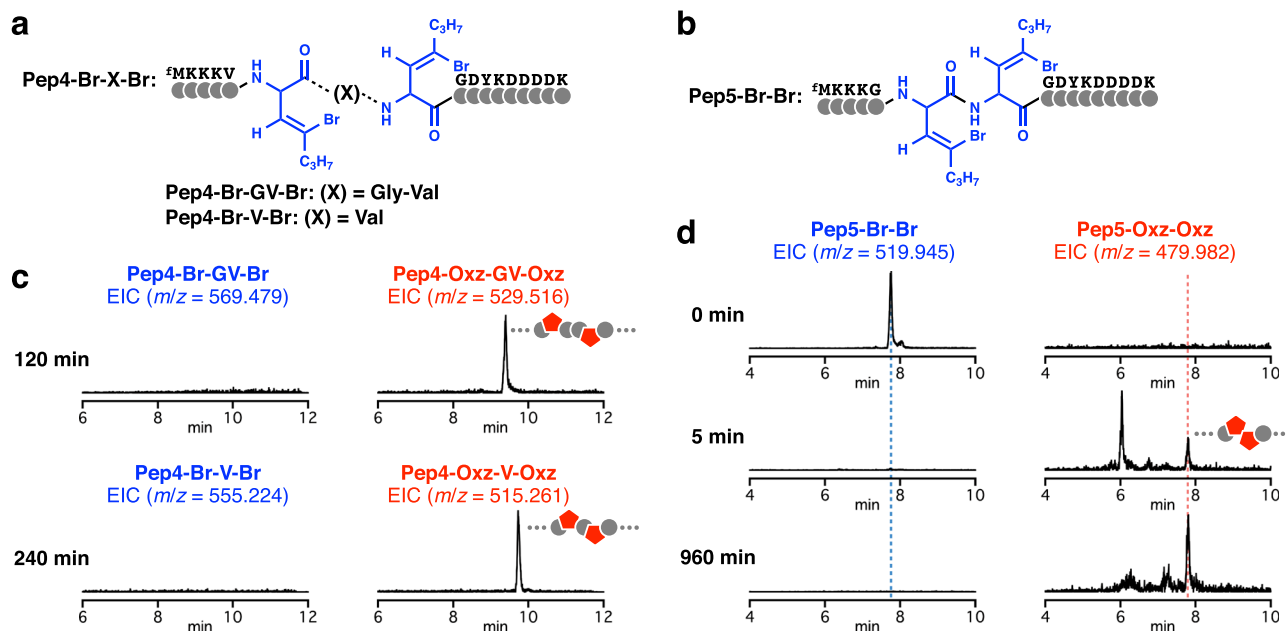 a
Pep4-Br-X-Br:
fMKKKV
HN
O
H
Br
C3H7
(X)
C3H7
H
Br
NH
O
GDYKDDDDK
Pep4-Br-GV-Br: (X) = Gly-Val
Pep4-Br-V-Br: (X) = Val
b
Pep5-Br-Br:
fMKKKG
HN
O
H
Br
C3H7
C3H7
H
Br
NH
O
GDYKDDDDK
c
Pep4-Br-GV-Br
EIC (m/z = 569.479)
Pep4-Oxz-GV-Oxz
EIC (m/z = 529.516)
120 min
6 8 10 12
min
6 8 10 12
min
Pep4-Br-V-Br
EIC (m/z = 555.224)
Pep4-Oxz-V-Oxz
EIC (m/z = 515.261)
240 min
6 8 10 12
min
6 8 10 12
min
d
Pep5-Br-Br
EIC (m/z = 519.945)
Pep5-Oxz-Oxz
EIC (m/z = 479.982)
0 min
4 6 8 10
min
4 6 8 10
min
5 min
4 6 8 10
min
4 6 8 10
min
960 min
4 6 8 10
min
4 6 8 10
min